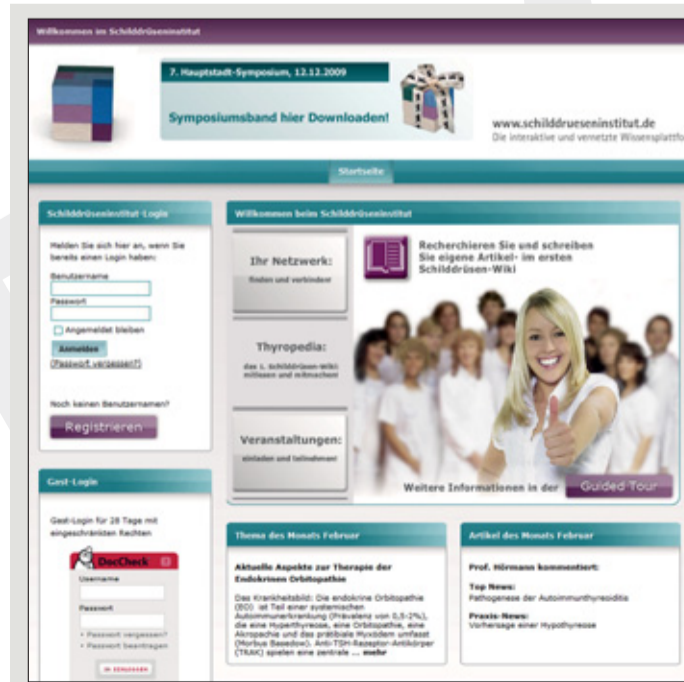 Willkommen im Schilddrüseninstitut
7. Hauptstadt-Symposium, 12.12.2009
Symposiumsband hier Downloaden!
www.schilddrueseninstitut.de
Die interaktive und vernetzte Wissensplattfo
Startseite
Schilddrüseninstitut-Login
Melden Sie sich hier an, wenn Sie
bereits einen Login haben:
Benutzername
Passwort
Angemeldet bleiben
Anmelden
(Passwort vergessen?)
Noch keinen Benutzernamen?
Registrieren
Gast-Login
Gast-Login für 28 Tage mit
eingeschränkten Rechten
DocCheck
Username
Passwort
• Passwort vergessen?
• Passwort beantragen
Willkommen beim Schilddrüseninstitut
Ihr Netzwerk:
finden und verbinden!
Thyropedia:
das 1. Schilddrüsen-Wiki:
mitlesen und mitmachen!
Veranstaltungen:
einladen und teilnehmen!
Recherchieren Sie und schreiben
Sie eigene Artikel- im ersten
Schilddrüsen-Wiki
Weitere Informationen in der
Guided Tour
Thema des Monats Februar
Aktuelle Aspekte zur Therapie der
Endokrinen Orbitopathie
Das Krankheitsbild: Die endokrine Orbitopathie
(EO) ist Teil einer systemischen
Autoimmunerkrankung (Prävalenz von 0,5-2%),
die eine Hyperthyreose, eine Orbitopathie, eine
Akropachie und das prätibiale Myxödem umfasst
(Morbus Basedow). Anti-TSH-Rezeptor-Antikörper
(TRAK) spielen eine zentrale ... mehr
Artikel des Monats Februar
Prof. Hörmann kommentiert:
Top News:
Pathogenese der Autoimmunthyreoiditis
Praxis-News:
Vorhersage einer Hypothyreose